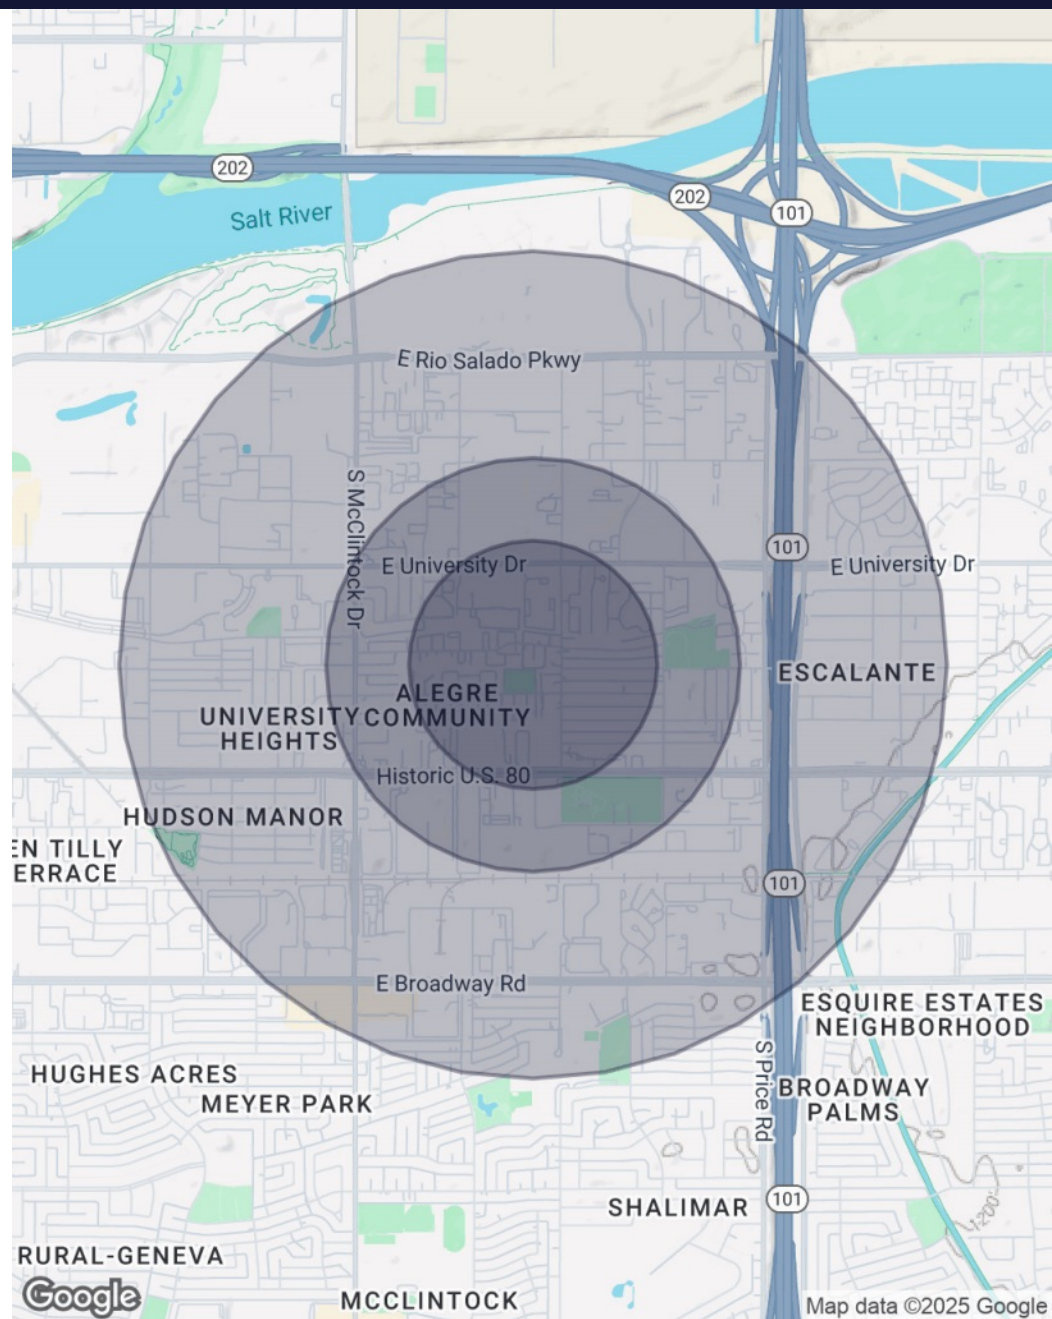 202
202
101
Salt River
E Rio Salado Pkwy
S McClintock Dr
101
E University Dr
E University Dr
ESCALANTE
ALEGRE
COMMUNITY
UNIVERSITY
HEIGHTS
Historic U.S. 80
HUDSON MANOR
EN TILLY
ERRACE
101
E Broadway Rd
ESQUIRE ESTATES
NEIGHBORHOOD
S Price Rd
HUGHES ACRES
MEYER PARK
BROADWAY
PALMS
SHALIMAR
101
1200'
RURAL-GENEVA
Google
MCCLINTOCK
Map data ©2025 Google